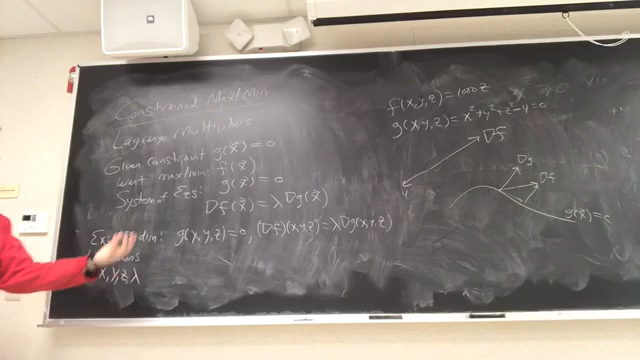 Constrained Max/Min
Lagrange Multipliers
Given constraint g(x⃗)=0
want max/min: f(x⃗)
System of Eqs: g(x⃗)=0
∇f(x⃗)=λ∇g(x⃗)
g(x,y,z)=0, (∇f)(x,y,z)=λ∇g(x,y,z)
x,y,z,λ
f(x,y,z)=1000z
g(x,y,z)=x²+y²+z²-4=0
∇f
∇g
∇f